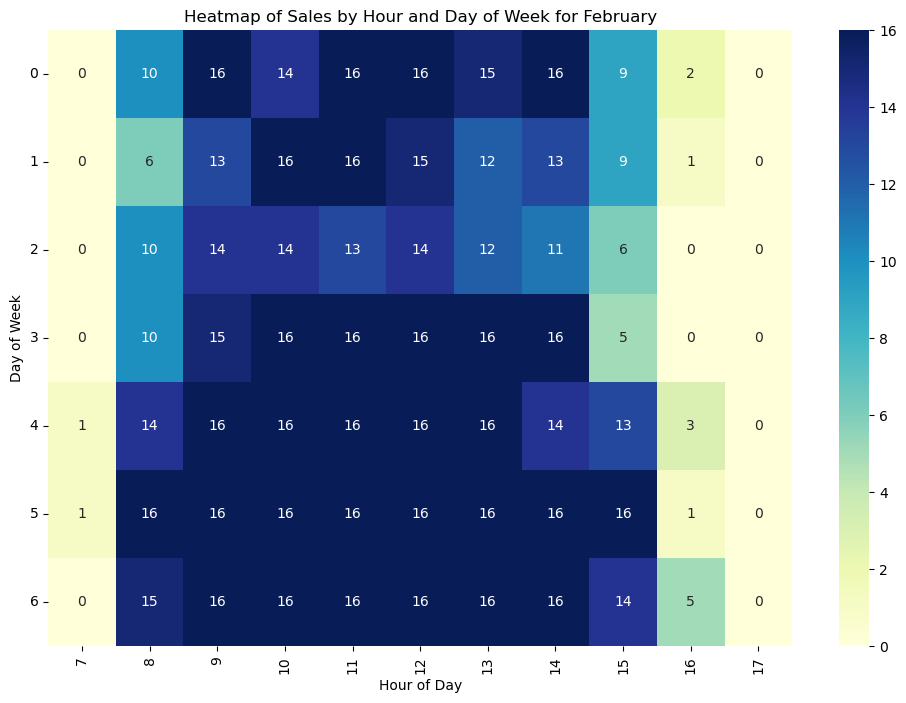 Heatmap of Sales by Hour and Day of Week for February
Day of Week
0 0 10 16 14 16 16 15 16 9 2 0
1 0 6 13 16 16 15 12 13 9 1 0
2 0 10 14 14 13 14 12 11 6 0 0
3 0 10 15 16 16 16 16 16 5 0 0
4 1 14 16 16 16 16 16 14 13 3 0
5 1 16 16 16 16 16 16 16 16 1 0
6 0 15 16 16 16 16 16 16 14 5 0
7 8 9 10 11 12 13 14 15 16 17
Hour of Day
16
14
12
10
8
6
4
2
0